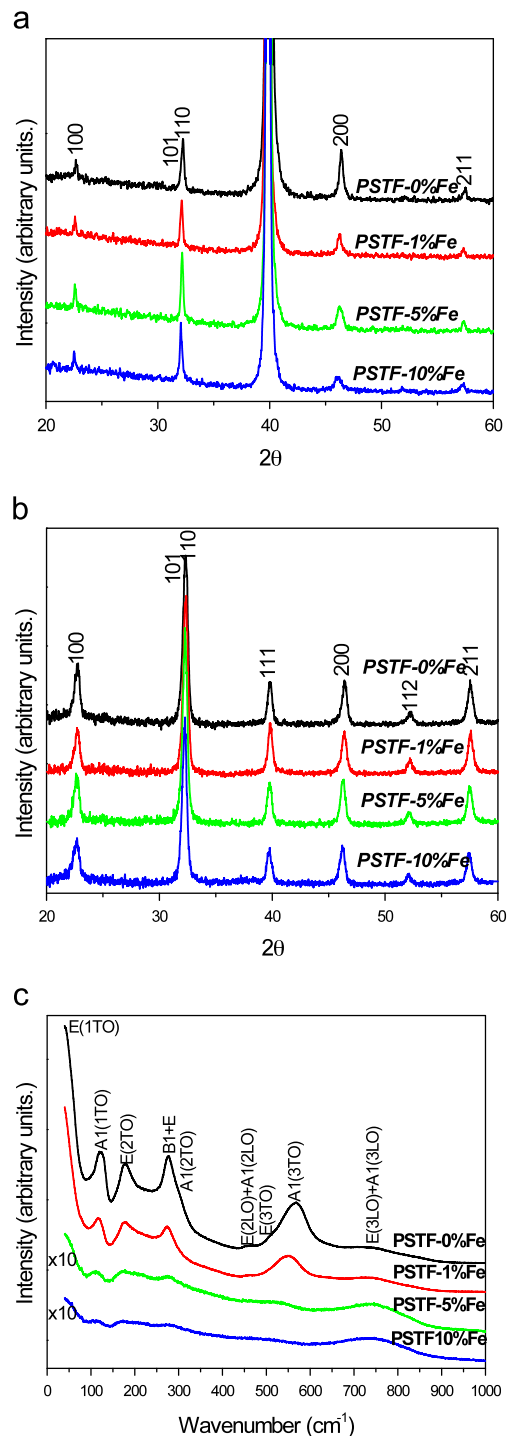 a
100
101
110
200
211
PSTF-0%Fe
PSTF-1%Fe
PSTF-5%Fe
PSTF-10%Fe
Intensity (arbitrary units.)
20 30 40 50 60
2θ
b
100
101
110
111
200
112
211
PSTF-0%Fe
PSTF-1%Fe
PSTF-5%Fe
PSTF-10%Fe
Intensity (arbitrary units.)
20 30 40 50 60
2θ
c
E(1TO)
A1(1TO)
E(2TO)
B1+E
A1(2TO)
E(2LO)+A1(2LO)
E(3TO)
A1(3TO)
E(3LO)+A1(3LO)
PSTF-0%Fe
PSTF-1%Fe
x10
PSTF-5%Fe
x10
PSTF10%Fe
Intensity (arbitrary units.)
0 100 200 300 400 500 600 700 800 900 1000
Wavenumber (cm-1)